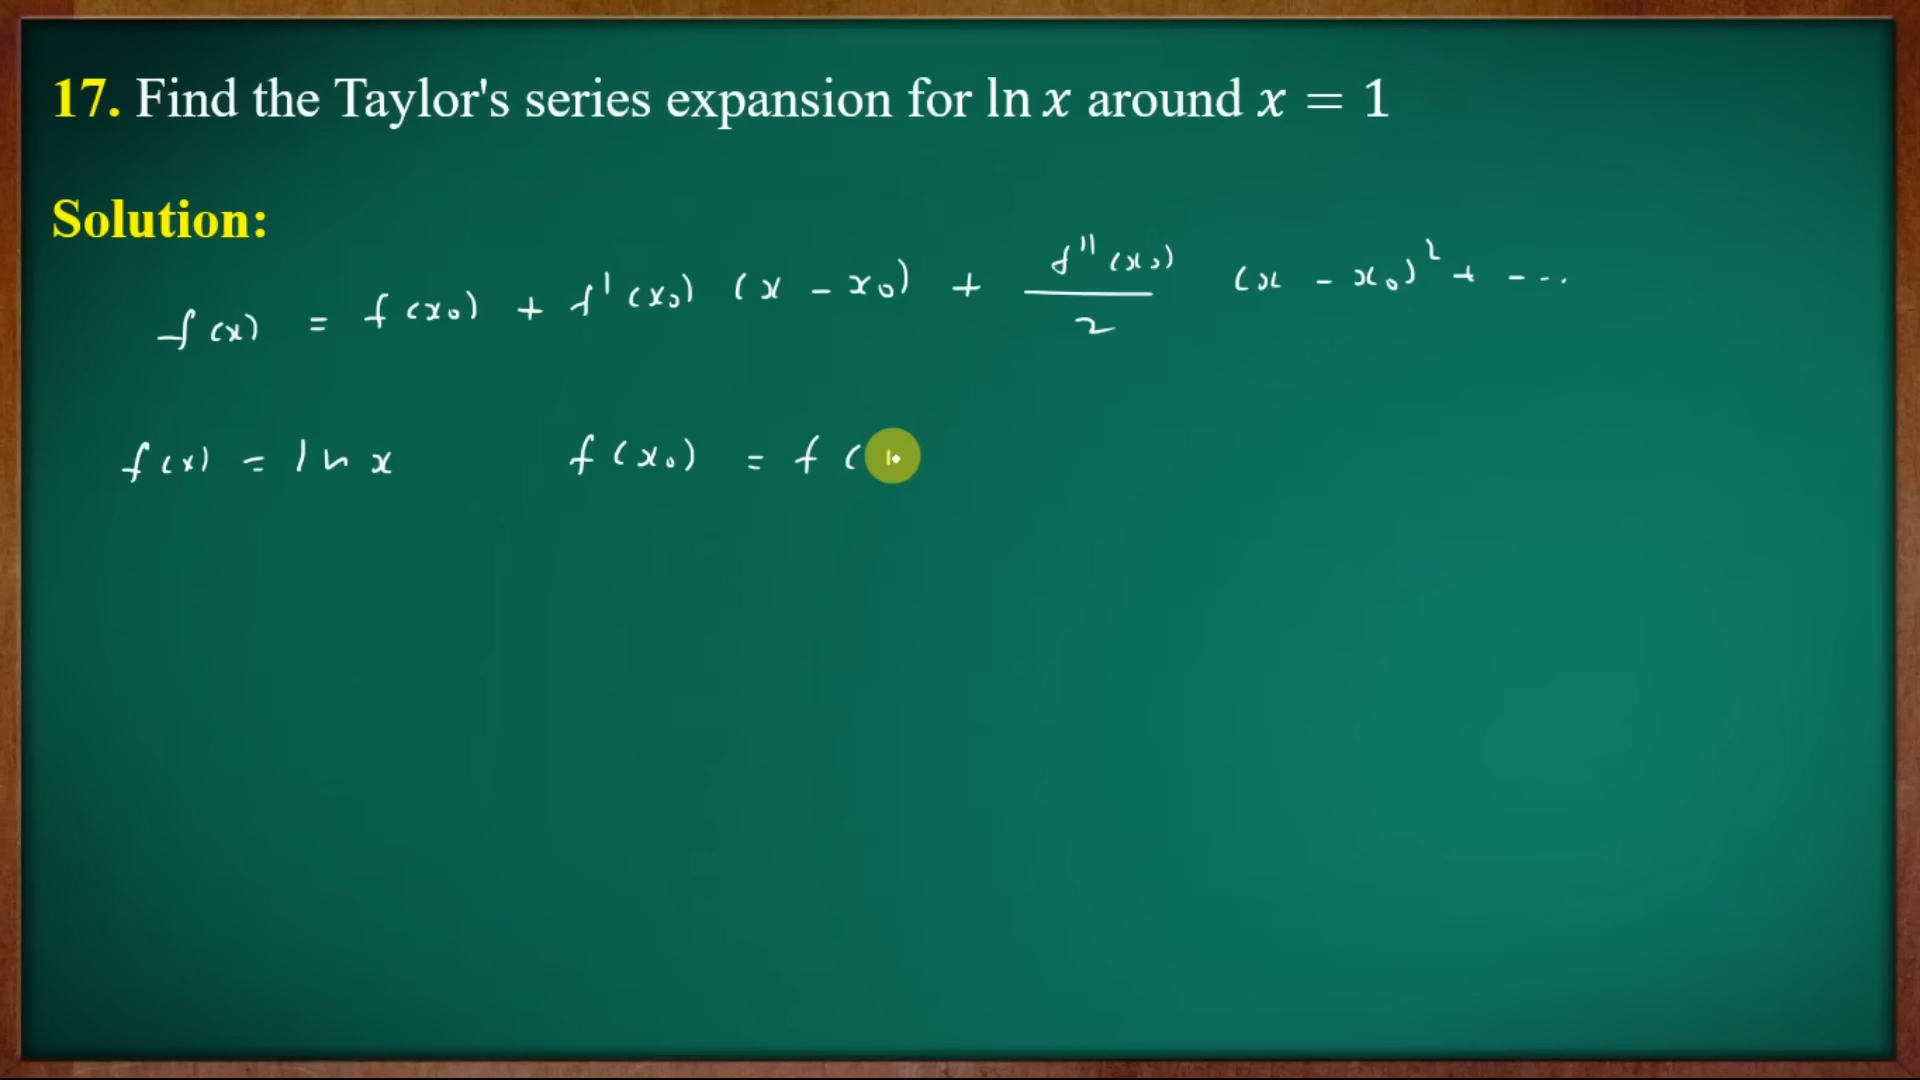 17. Find the Taylor's series expansion for ln x around x = 1
Solution:
f(x) = f(x₀) + f'(x₀) (x - x₀) + f''(x₀)/2 (x - x₀)² + - - ..
f(x) = ln x f(x₀) = f(1